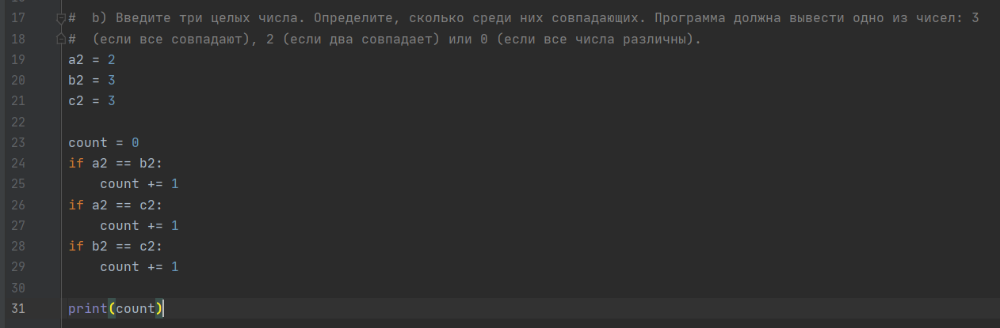 17 #  b) Введите три целых числа. Определите, сколько среди них совпадающих. Программа должна вывести одно из чисел: 3
18 #  (если все совпадают), 2 (если два совпадает) или 0 (если все числа различны).
19 a2 = 2
20 b2 = 3
21 c2 = 3
22
23 count = 0
24 if a2 == b2:
25     count += 1
26 if a2 == c2:
27     count += 1
28 if b2 == c2:
29     count += 1
30
31 print(count)